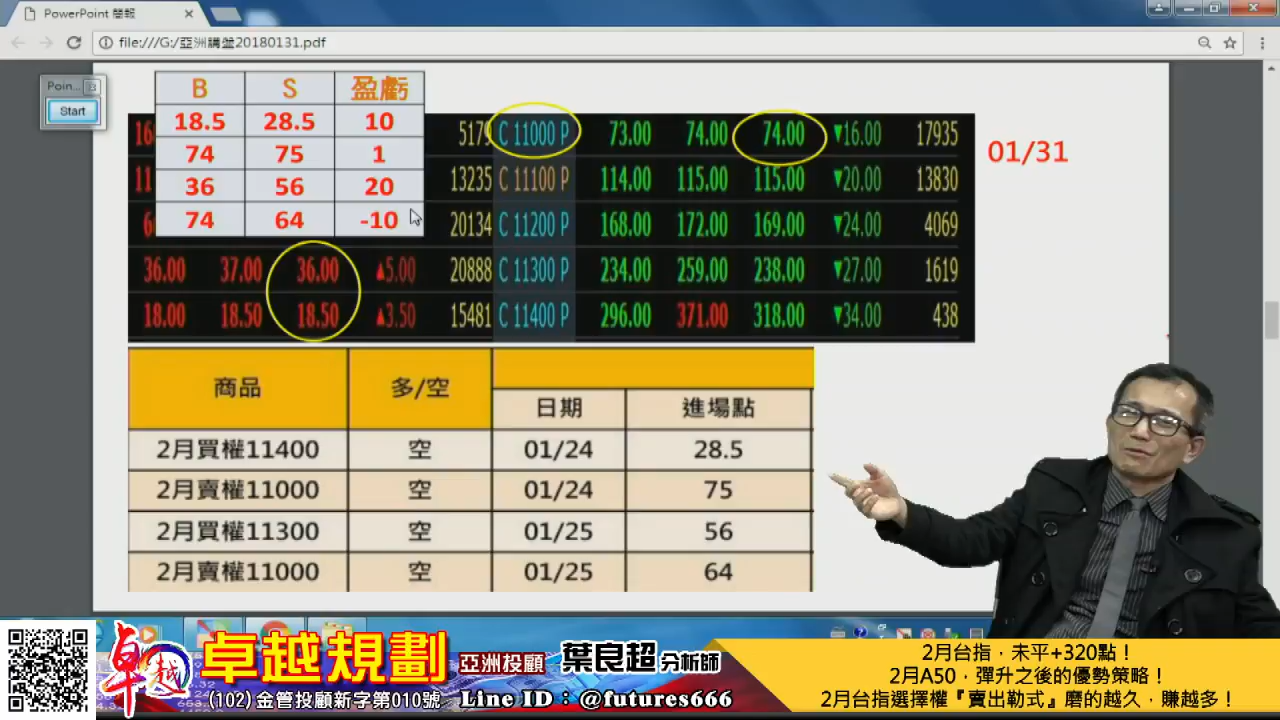 PowerPoint 簡報
file:///G:/亞洲講盤20180131.pdf
Poin...
Start
B S 盈虧
18.5 28.5 10
74 75 1
36 56 20
74 64 -10
16
5179 C 11000 P 73.00 74.00 74.00 ▼16.00 17935
11
13235 C 11100 P 114.00 115.00 115.00 ▼20.00 13830
6
20134 C 11200 P 168.00 172.00 169.00 ▼24.00 4069
36.00 37.00 36.00 ▲5.00 20888 C 11300 P 234.00 259.00 238.00 ▼27.00 1619
18.00 18.50 18.50 ▲3.50 15481 C 11400 P 296.00 371.00 318.00 ▼34.00 438
01/31
商品 多/空
日期 進場點
2月買權11400 空 01/24 28.5
2月賣權11000 空 01/24 75
2月買權11300 空 01/25 56
2月賣權11000 空 01/25 64
卓越
卓越規劃 亞洲投顧 葉良超 分析師
(102)金管投顧新字第010號 Line ID：@futures666
2月台指，未平+320點！
2月A50，彈升之後的優勢策略！
2月台指選擇權『賣出勒式』磨的越久，賺越多！